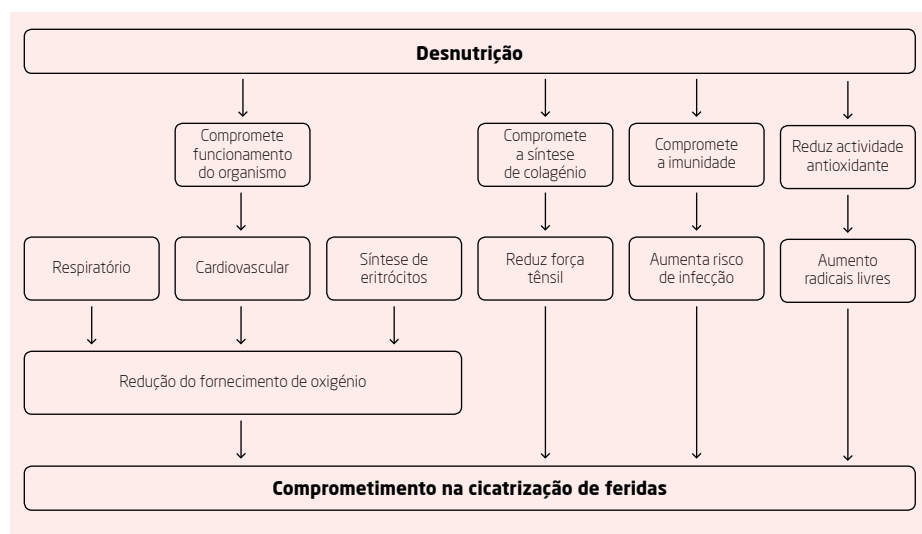 Desnutrição
Compromete
funcionamento
do organismo
Compromete
a síntese
de colagénio
Compromete
a imunidade
Reduz actividade
antioxidante
Respiratório
Cardiovascular
Síntese de
eritrócitos
Reduz força
tênsil
Aumenta risco
de infecção
Aumento
radicais livres
Redução do fornecimento de oxigénio
Comprometimento na cicatrização de feridas